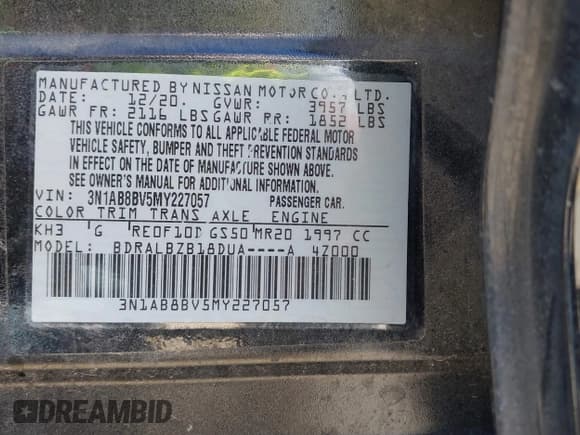 MANUFACTURED BY NISSAN MOTOR CO., LTD.
DATE: 12/20. GVWR: 3957 LBS
GAWR FR: 2116 LBS GAWR RR: 1852 LBS
THIS VEHICLE CONFORMS TO ALL APPLICABLE FEDERAL MOTOR
VEHICLE SAFETY, BUMPER AND THEFT PREVENTION STANDARDS
IN EFFECT ON THE DATE OF MANUFACTURE SHOWN ABOVE.
SEE OWNER'S MANUAL FOR ADDITIONAL INFORMATION.
VIN: 3N1AB8BV5MY227057 PASSENGER CAR.
COLOR TRIM TRANS AXLE ENGINE
KH3 G RE0F10D GS50 MR20 1997 CC
MODEL: BDRALBZB18DUA----A 4Z000
3N1AB8BV5MY227057
DREAMBID